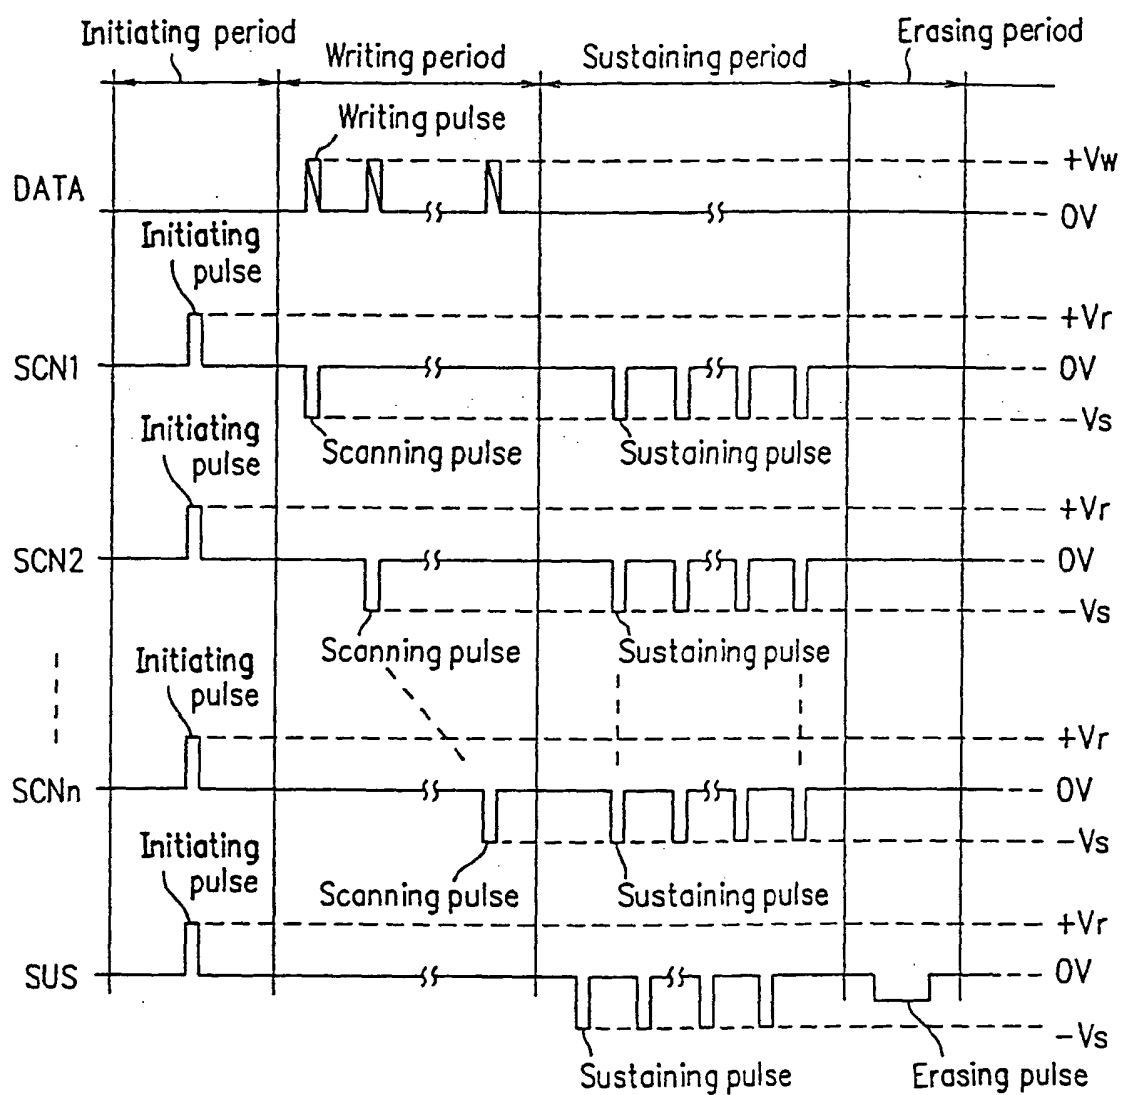 Initiating period
Writing period
Sustaining period
Erasing period
Writing pulse
+Vw
DATA
0V
Initiating
pulse
+Vr
SCN1
0V
-Vs
Initiating
pulse
Scanning pulse
Sustaining pulse
+Vr
SCN2
0V
-Vs
Scanning pulse
Sustaining pulse
Initiating
pulse
+Vr
SCNn
0V
-Vs
Initiating
pulse
Scanning pulse
Sustaining pulse
+Vr
SUS
0V
-Vs
Sustaining pulse
Erasing pulse